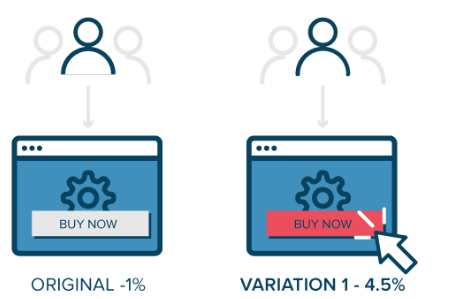 BUY NOW
BUY NOW
ORIGINAL -1%
VARIATION 1 - 4.5%